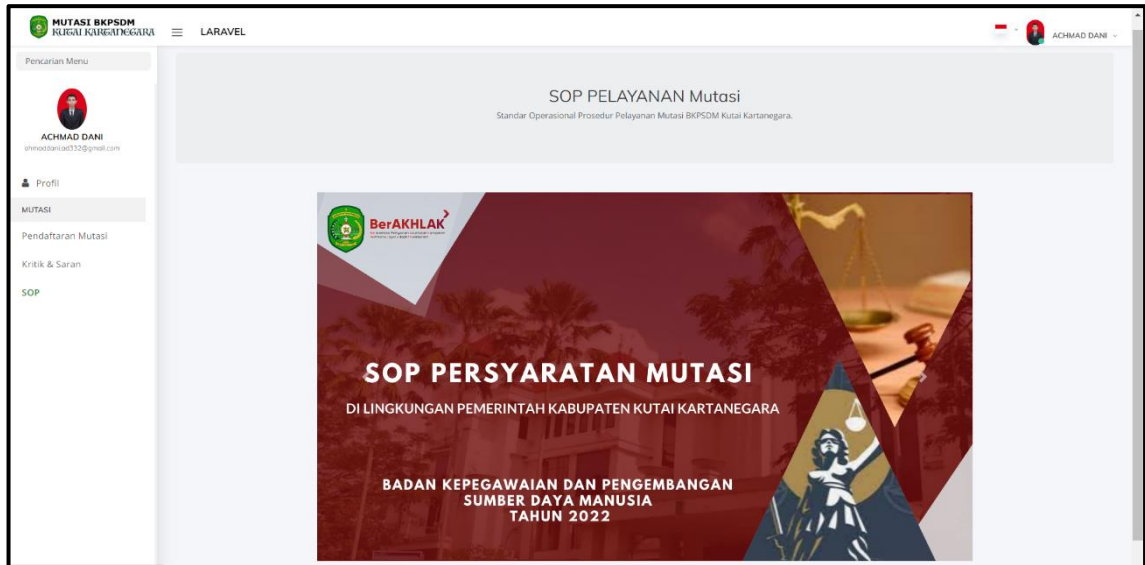 MUTASI BKPSDM
KUTAI KARTANEGARA
LARAVEL
ACHMAD DANI
Pencarian Menu
ACHMAD DANI
Profil
MUTASI
Pendaftaran Mutasi
Kritik & Saran
SOP
SOP PELAYANAN Mutasi
Standar Operasional Prosedur Pelayanan Mutasi BKPSDM Kutai Kartanegara.
BerAKHLAK
SOP PERSYARATAN MUTASI
DI LINGKUNGAN PEMERINTAH KABUPATEN KUTAI KARTANEGARA
BADAN KEPEGAWAIAN DAN PENGEMBANGAN
SUMBER DAYA MANUSIA
TAHUN 2022